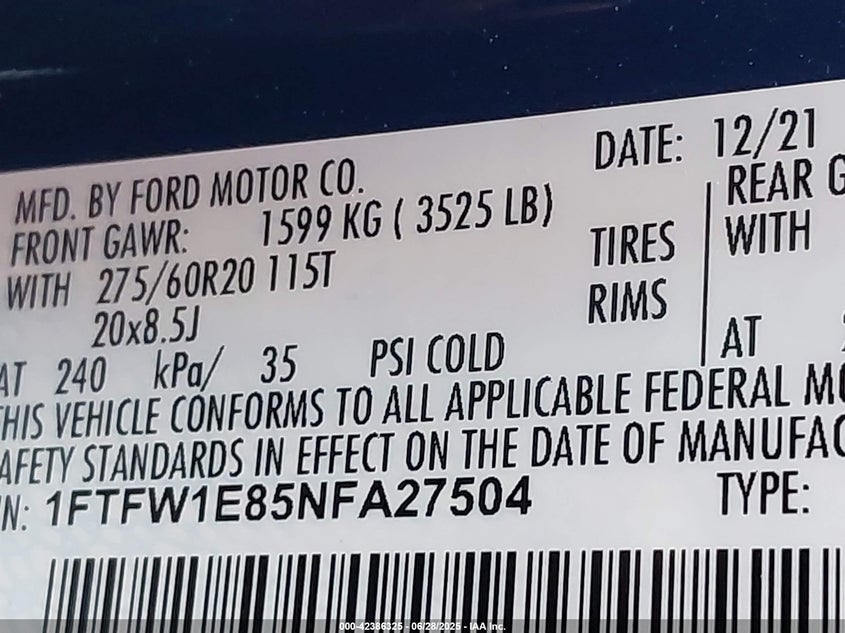 DATE: 12/21
MFD. BY FORD MOTOR CO.
FRONT GAWR: 1599 KG ( 3525 LB)
REAR G
WITH 275/60R20 115T TIRES
WITH
20x8.5J RIMS
AT 240 kPa/ 35 PSI COLD
AT
THIS VEHICLE CONFORMS TO ALL APPLICABLE FEDERAL MO
AFETY STANDARDS IN EFFECT ON THE DATE OF MANUFAC
N: 1FTFW1E85NFA27504
TYPE:
000-42386325 - 06/28/2025 - IAA Inc.